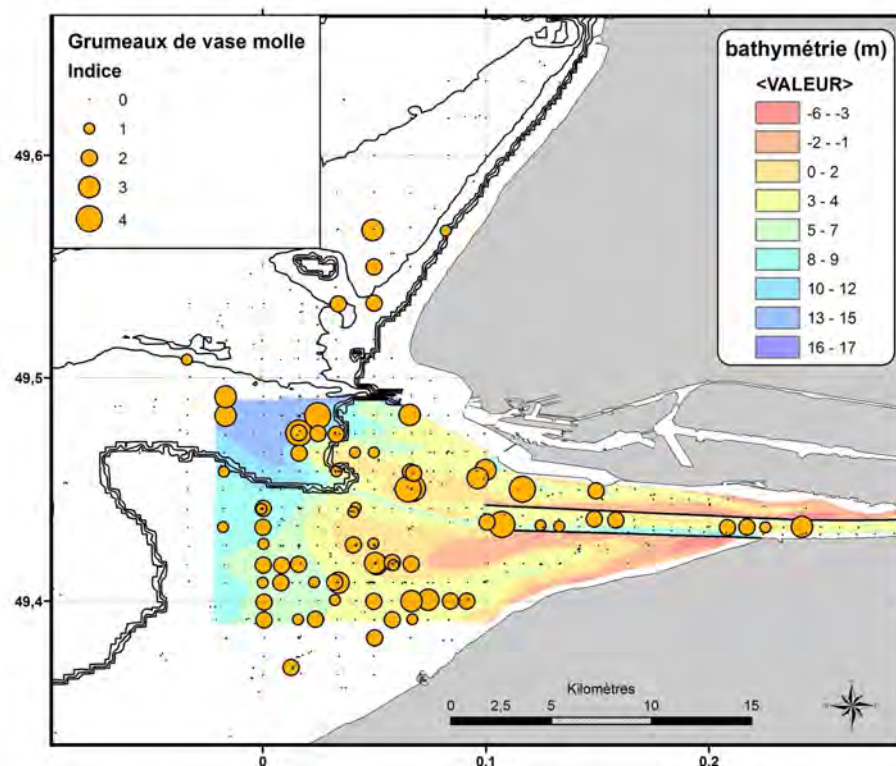 Grumeaux de vase molle
Indice
0
1
2
3
4
bathymétrie (m)
<VALEUR>
-6 - -3
-2 - -1
0 - 2
3 - 4
5 - 7
8 - 9
10 - 12
13 - 15
16 - 17
49,6
49,5
49,4
Kilomètres
0 2,5 5 10 15
0 0.1 0.2